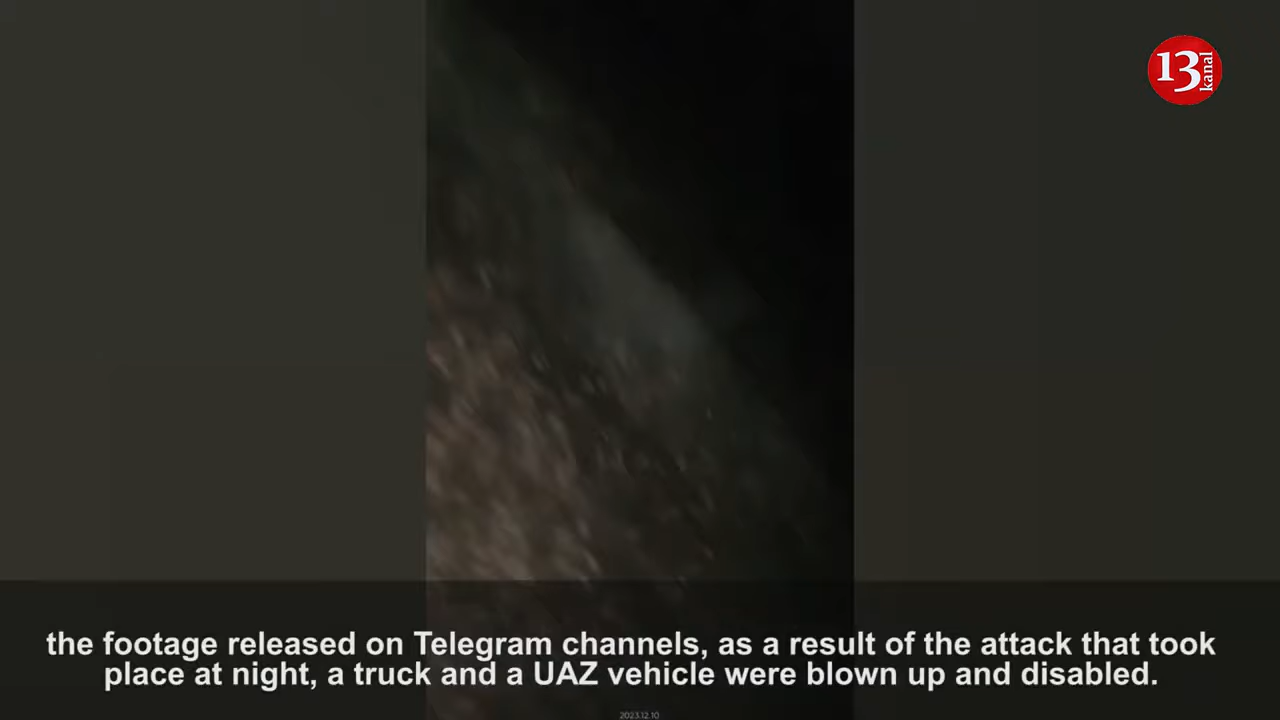 13 kanal
the footage released on Telegram channels, as a result of the attack that took
place at night, a truck and a UAZ vehicle were blown up and disabled.
2023.12.10